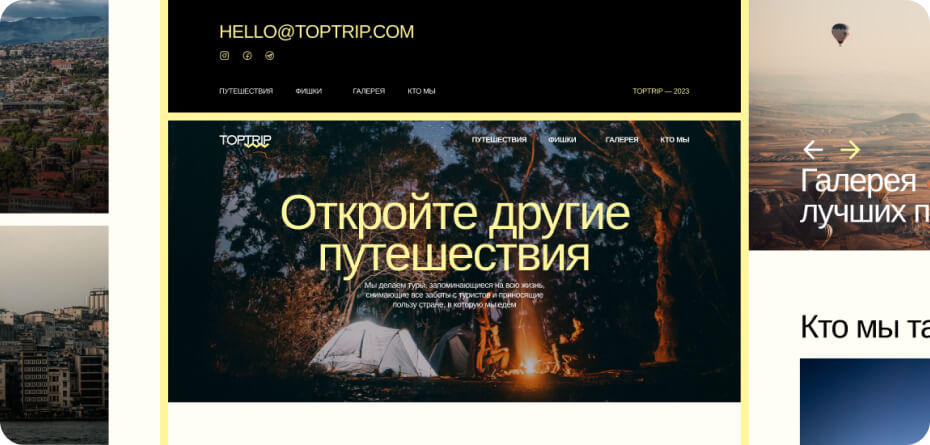 HELLO@TOPTRIP.COM
ПУТЕШЕСТВИЯ ФИШКИ ГАЛЕРЕЯ КТО МЫ TOPTRIP — 2023
TOPTRIP ПУТЕШЕСТВИЯ ФИШКИ ГАЛЕРЕЯ КТО МЫ
Откройте другие
путешествия
Мы делаем туры, запоминающиеся на всю жизнь,
снимающие все заботы с туристов и приносящие
пользу стране, в которую мы едем
Галерея
лучших п
Кто мы та